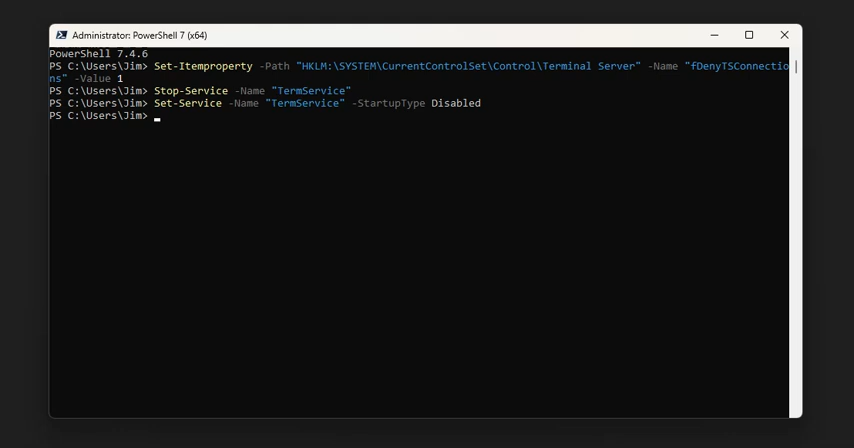 Administrator: PowerShell 7 (x64)
PowerShell 7.4.6
PS C:\Users\Jim> Set-Itemproperty -Path "HKLM:\SYSTEM\CurrentControlSet\Control\Terminal Server" -Name "fDenyTSConnectio
ns" -Value 1
PS C:\Users\Jim> Stop-Service -Name "TermService"
PS C:\Users\Jim> Set-Service -Name "TermService" -StartupType Disabled
PS C:\Users\Jim>